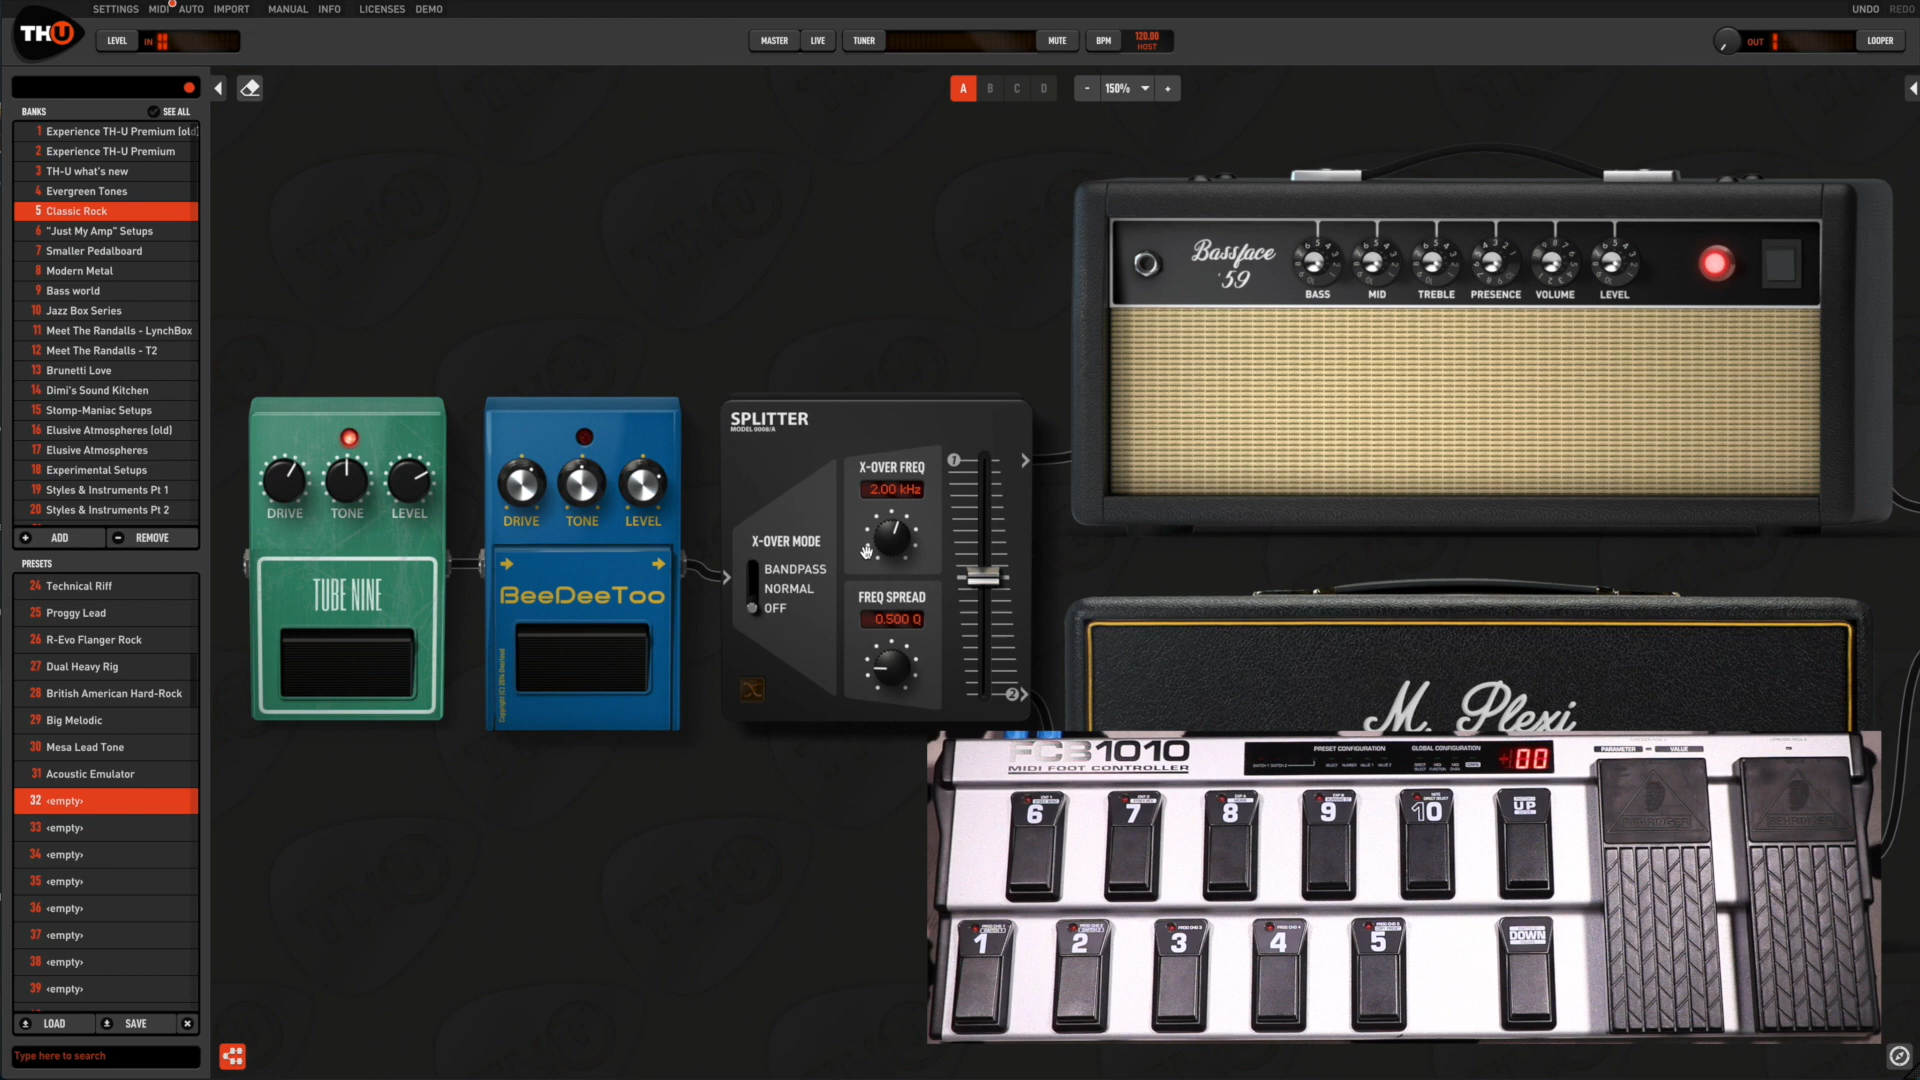 SETTINGS MIDI AUTO IMPORT MANUAL INFO LICENSES DEMO UNDO REDO
THU LEVEL IN MASTER LIVE TUNER MUTE BPM 120.00 HOST OUT LOOPER
A B C D - 150% +
BANKS SEE ALL
1 Experience TH-U Premium (old)
2 Experience TH-U Premium
3 TH-U what's new
4 Evergreen Tones
5 Classic Rock
6 "Just My Amp" Setups
7 Smaller Pedalboard
8 Modern Metal
9 Bass world
10 Jazz Box Series
11 Meet The Randalls - LynchBox
12 Meet The Randalls - T2
13 Brunetti Love
14 Dimi's Sound Kitchen
15 Stomp-Maniac Setups
16 Elusive Atmospheres (old)
17 Elusive Atmospheres
18 Experimental Setups
19 Styles & Instruments Pt 1
20 Styles & Instruments Pt 2
+ ADD - REMOVE
PRESETS
24 Technical Riff
25 Proggy Lead
26 R-Evo Flanger Rock
27 Dual Heavy Rig
28 British American Hard-Rock
29 Big Melodic
30 Mesa Lead Tone
31 Acoustic Emulator
32 <empty>
33 <empty>
34 <empty>
35 <empty>
36 <empty>
37 <empty>
38 <empty>
39 <empty>
LOAD SAVE
Type here to search
DRIVE TONE LEVEL
TUBE NINE
DRIVE TONE LEVEL
BeeDeeToo
SPLITTER
MODEL 0008/A
X-OVER FREQ
2.00 kHz
X-OVER MODE
BANDPASS
NORMAL
OFF
FREQ SPREAD
0.500 Q
1
2
Bassface
'59
BASS MID TREBLE PRESENCE VOLUME LEVEL
M. Plexi
FCB1010
MIDI FOOT CONTROLLER
PRESET CONFIGURATION GLOBAL CONFIGURATION
00
PARAMETER VALUE
6 7 8 9 10 UP
BEHRINGER BEHRINGER
1 2 3 4 5 DOWN